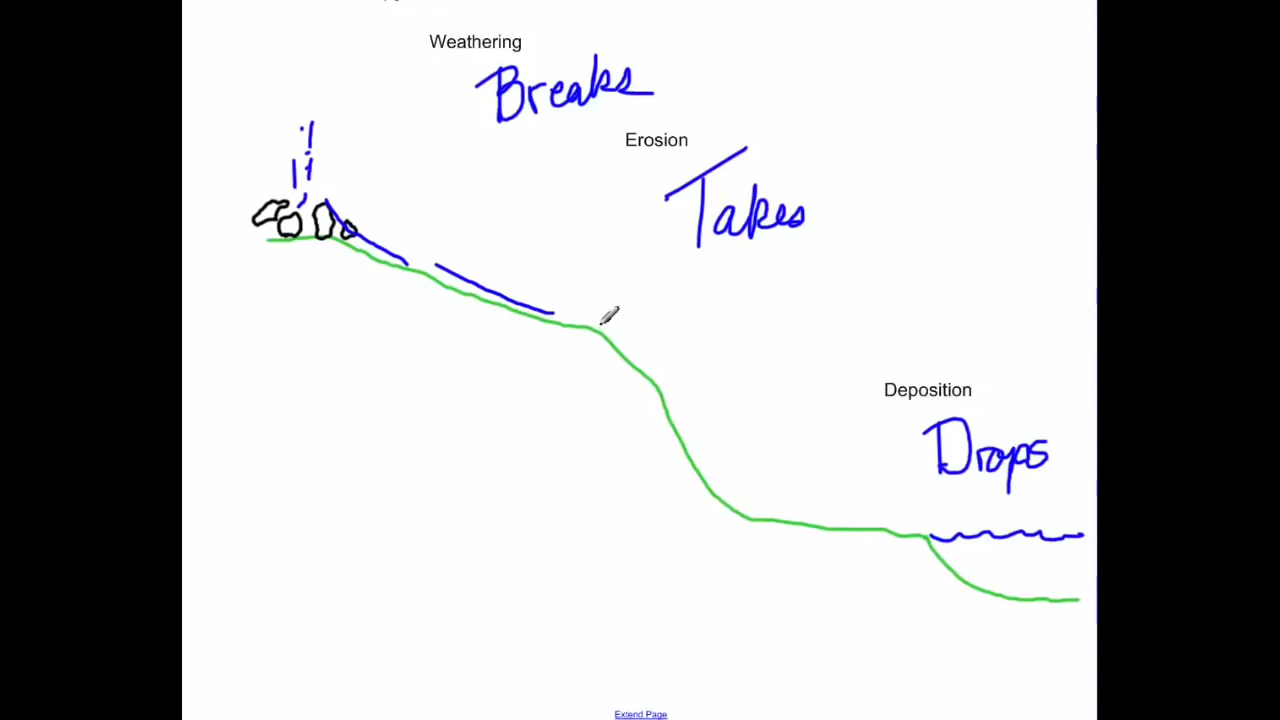 Weathering
Breaks
Erosion
Takes
Deposition
Drops
Extend Page